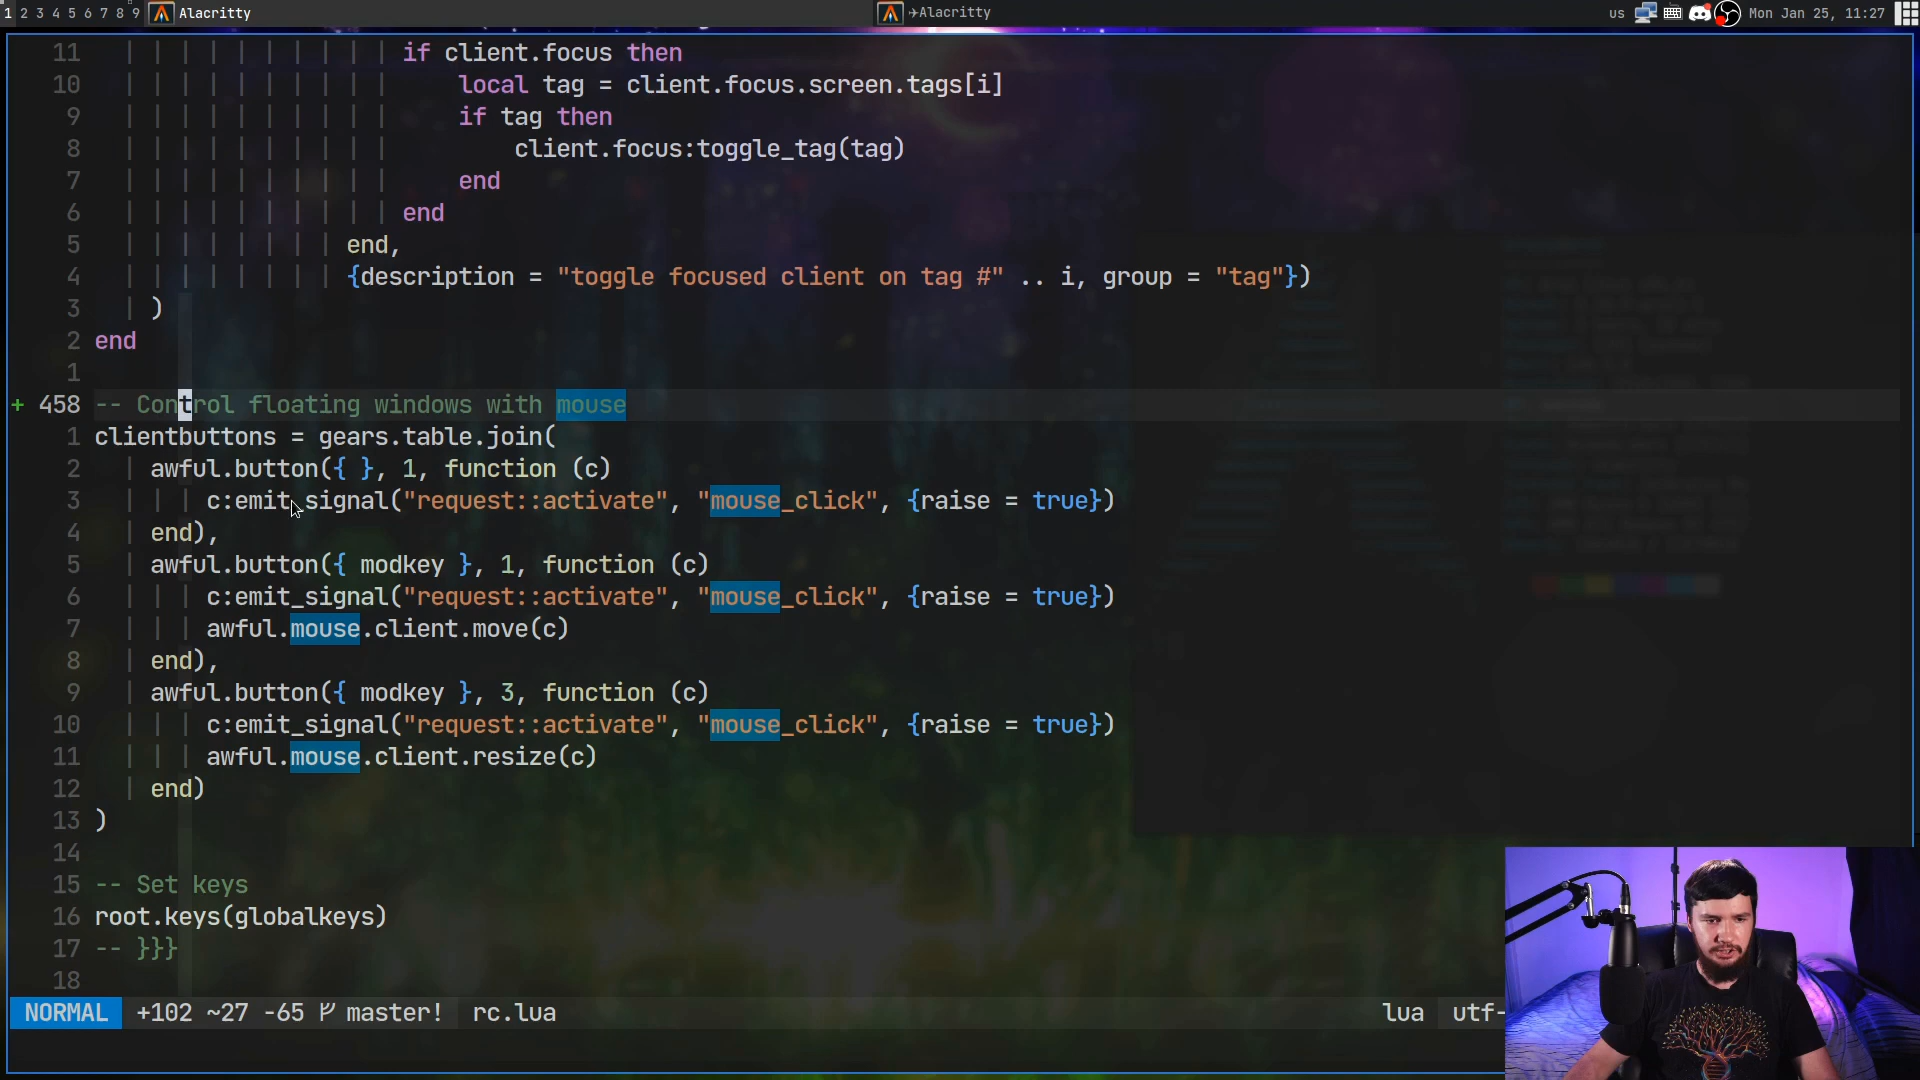 1 2 3 4 5 6 7 8 9 Alacritty ✈Alacritty us Mon Jan 25, 11:27
11 if client.focus then
10 local tag = client.focus.screen.tags[i]
9 if tag then
8 client.focus:toggle_tag(tag)
7 end
6 end
5 end,
4 {description = "toggle focused client on tag #" .. i, group = "tag"})
3 )
2 end
1
+ 458 -- Control floating windows with mouse
1 clientbuttons = gears.table.join(
2 awful.button({ }, 1, function (c)
3 c:emit_signal("request::activate", "mouse_click", {raise = true})
4 end),
5 awful.button({ modkey }, 1, function (c)
6 c:emit_signal("request::activate", "mouse_click", {raise = true})
7 awful.mouse.client.move(c)
8 end),
9 awful.button({ modkey }, 3, function (c)
10 c:emit_signal("request::activate", "mouse_click", {raise = true})
11 awful.mouse.client.resize(c)
12 end)
13 )
14
15 -- Set keys
16 root.keys(globalkeys)
17 -- }}}
18
NORMAL +102 ~27 -65 master! rc.lua lua utf-